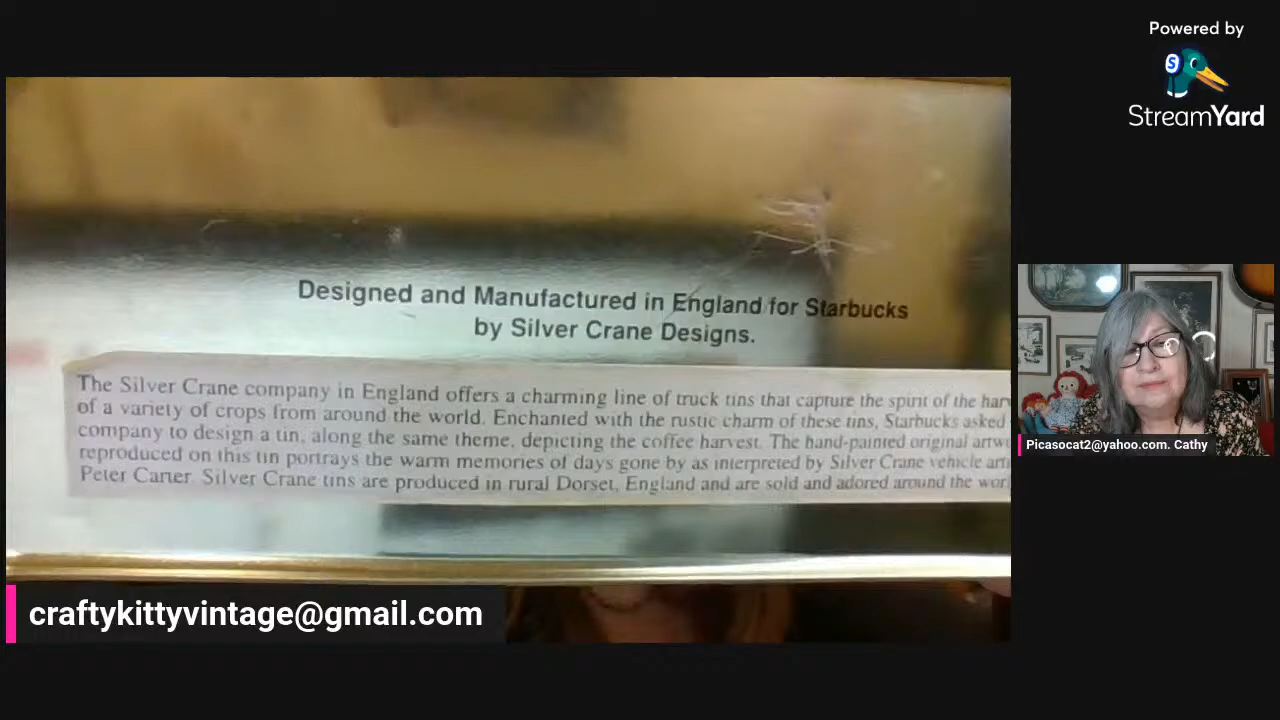 Powered by
StreamYard
Designed and Manufactured in England for Starbucks
by Silver Crane Designs.
The Silver Crane company in England offers a charming line of truck tins that capture the spirit of the
of a variety of crops from around the world. Enchanted with the rustic charm of these tins, Starbucks asked
company to design a tin, along the same theme, depicting the coffee harvest. The hand-painted original
reproduced on this tin portrays the warm memories of days gone by as interpreted by Silver Crane vehicle
Peter Carter. Silver Crane tins are produced in rural Dorset, England and are sold and adored around the
Picasocat2@yahoo.com. Cathy
craftykittyvintage@gmail.com